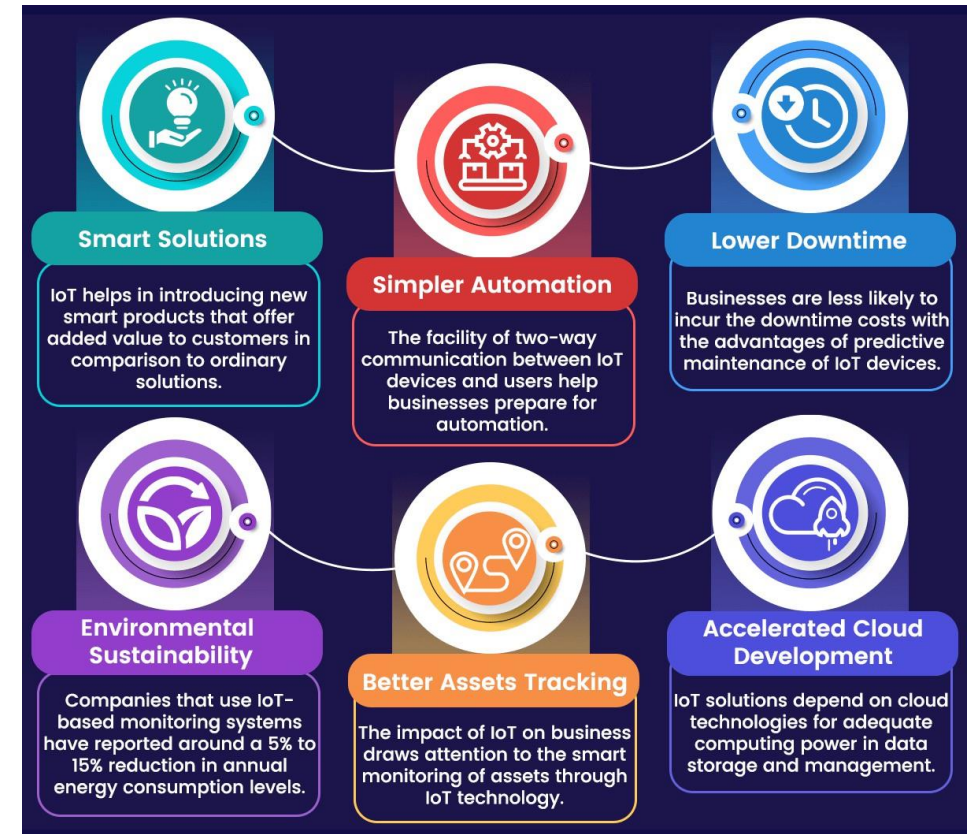 Smart Solutions
IoT helps in introducing new
smart products that offer
added value to customers in
comparison to ordinary
solutions.
Simpler Automation
The facility of two-way
communication between IoT
devices and users help
businesses prepare for
automation.
Lower Downtime
Businesses are less likely to
incur the downtime costs with
the advantages of predictive
maintenance of IoT devices.
Environmental
Sustainability
Companies that use IoT-
based monitoring systems
have reported around a 5% to
15% reduction in annual
energy consumption levels.
Better Assets Tracking
The impact of IoT on business
draws attention to the smart
monitoring of assets through
IoT technology.
Accelerated Cloud
Development
IoT solutions depend on cloud
technologies for adequate
computing power in data
storage and management.